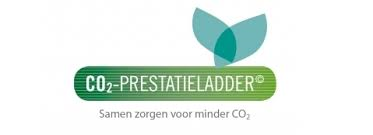 CO₂-PRESTATIELADDER©
Samen zorgen voor minder CO₂